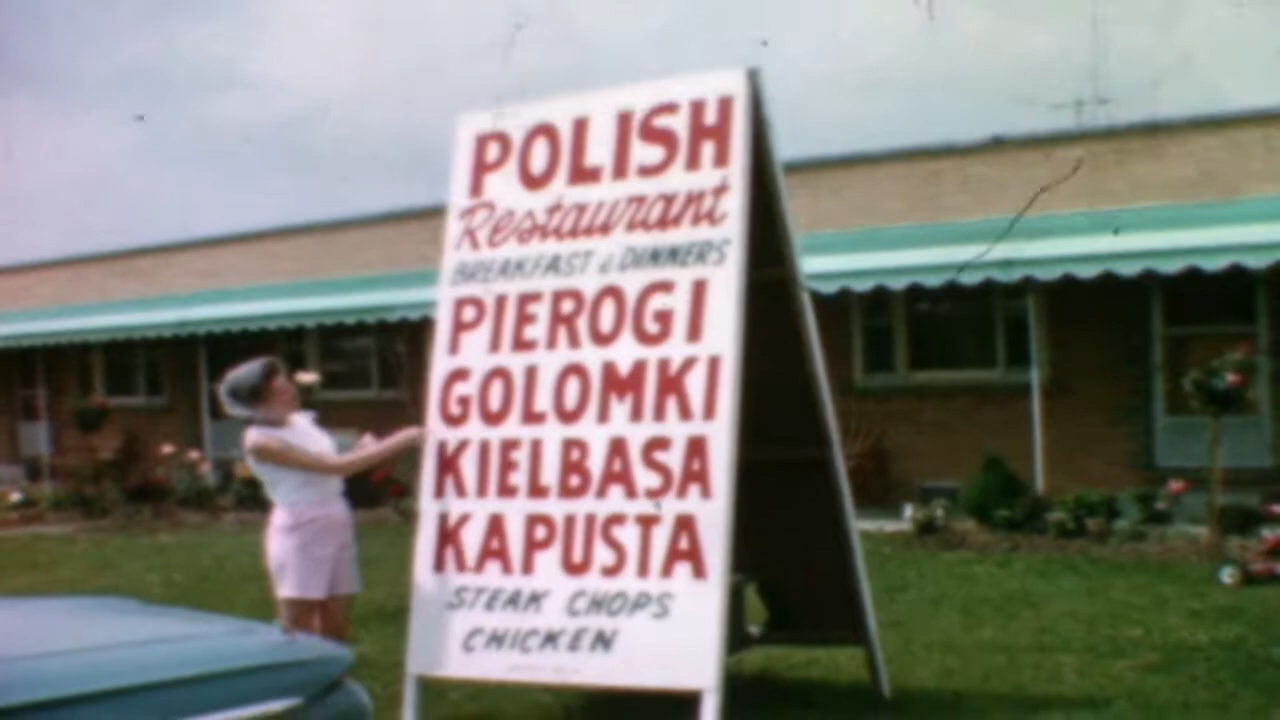 POLISH
Restaurant
BREAKFAST & DINNERS
PIEROGI
GOLOMKI
KIELBASA
KAPUSTA
STEAK CHOPS
CHICKEN